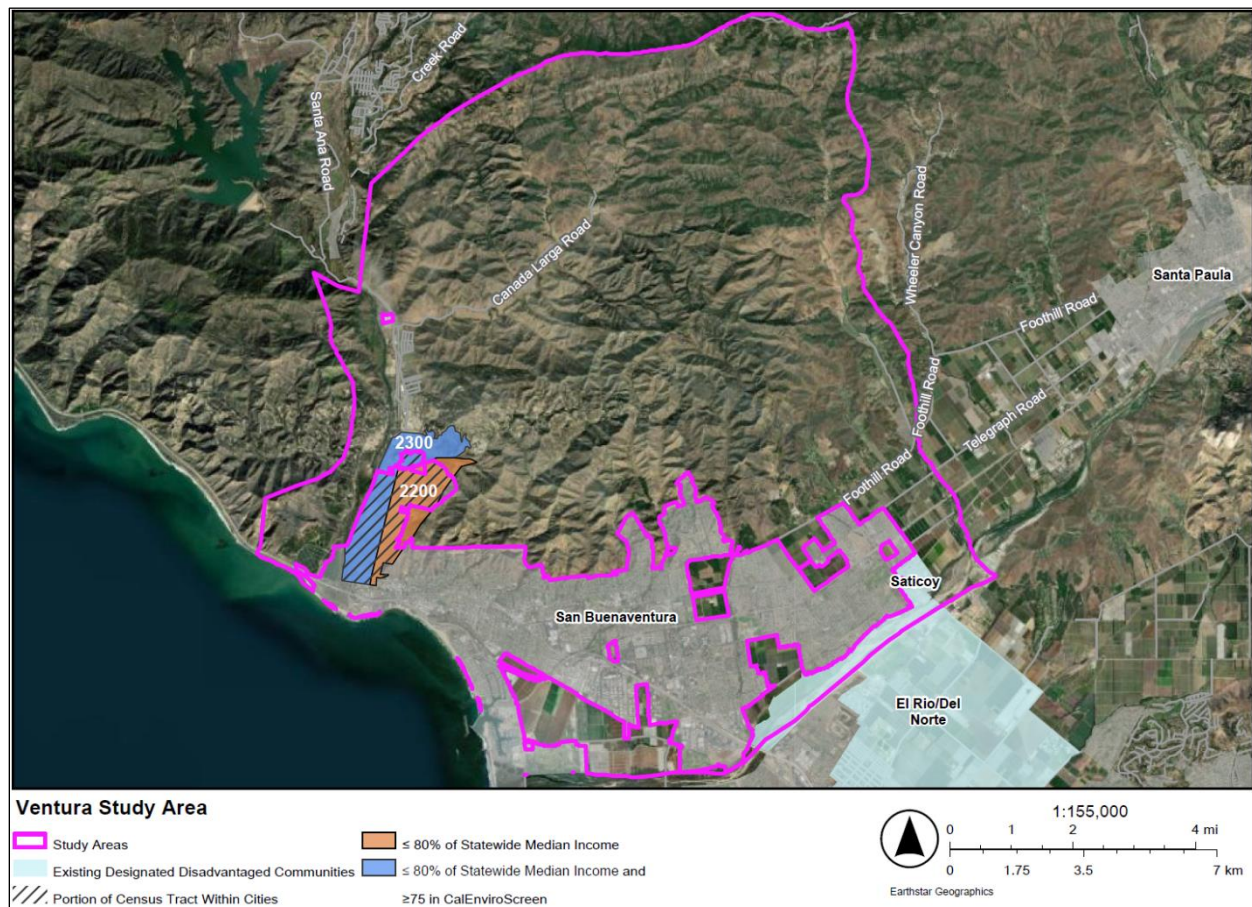 Creek Road
Santa Ana Road
Canada Larga Road
Wheeler Canyon Road
Santa Paula
Foothill Road
Foothill Road
Telegraph Road
Foothill Road
2300
2200
Saticoy
San Buenaventura
El Rio/Del
Norte
Ventura Study Area
Study Areas
Existing Designated Disadvantaged Communities
Portion of Census Tract Within Cities
≤ 80% of Statewide Median Income
≤ 80% of Statewide Median Income and
≥75 in CalEnviroScreen
1:155,000
0 1 2 4 mi
0 1.75 3.5 7 km
Earthstar Geographics